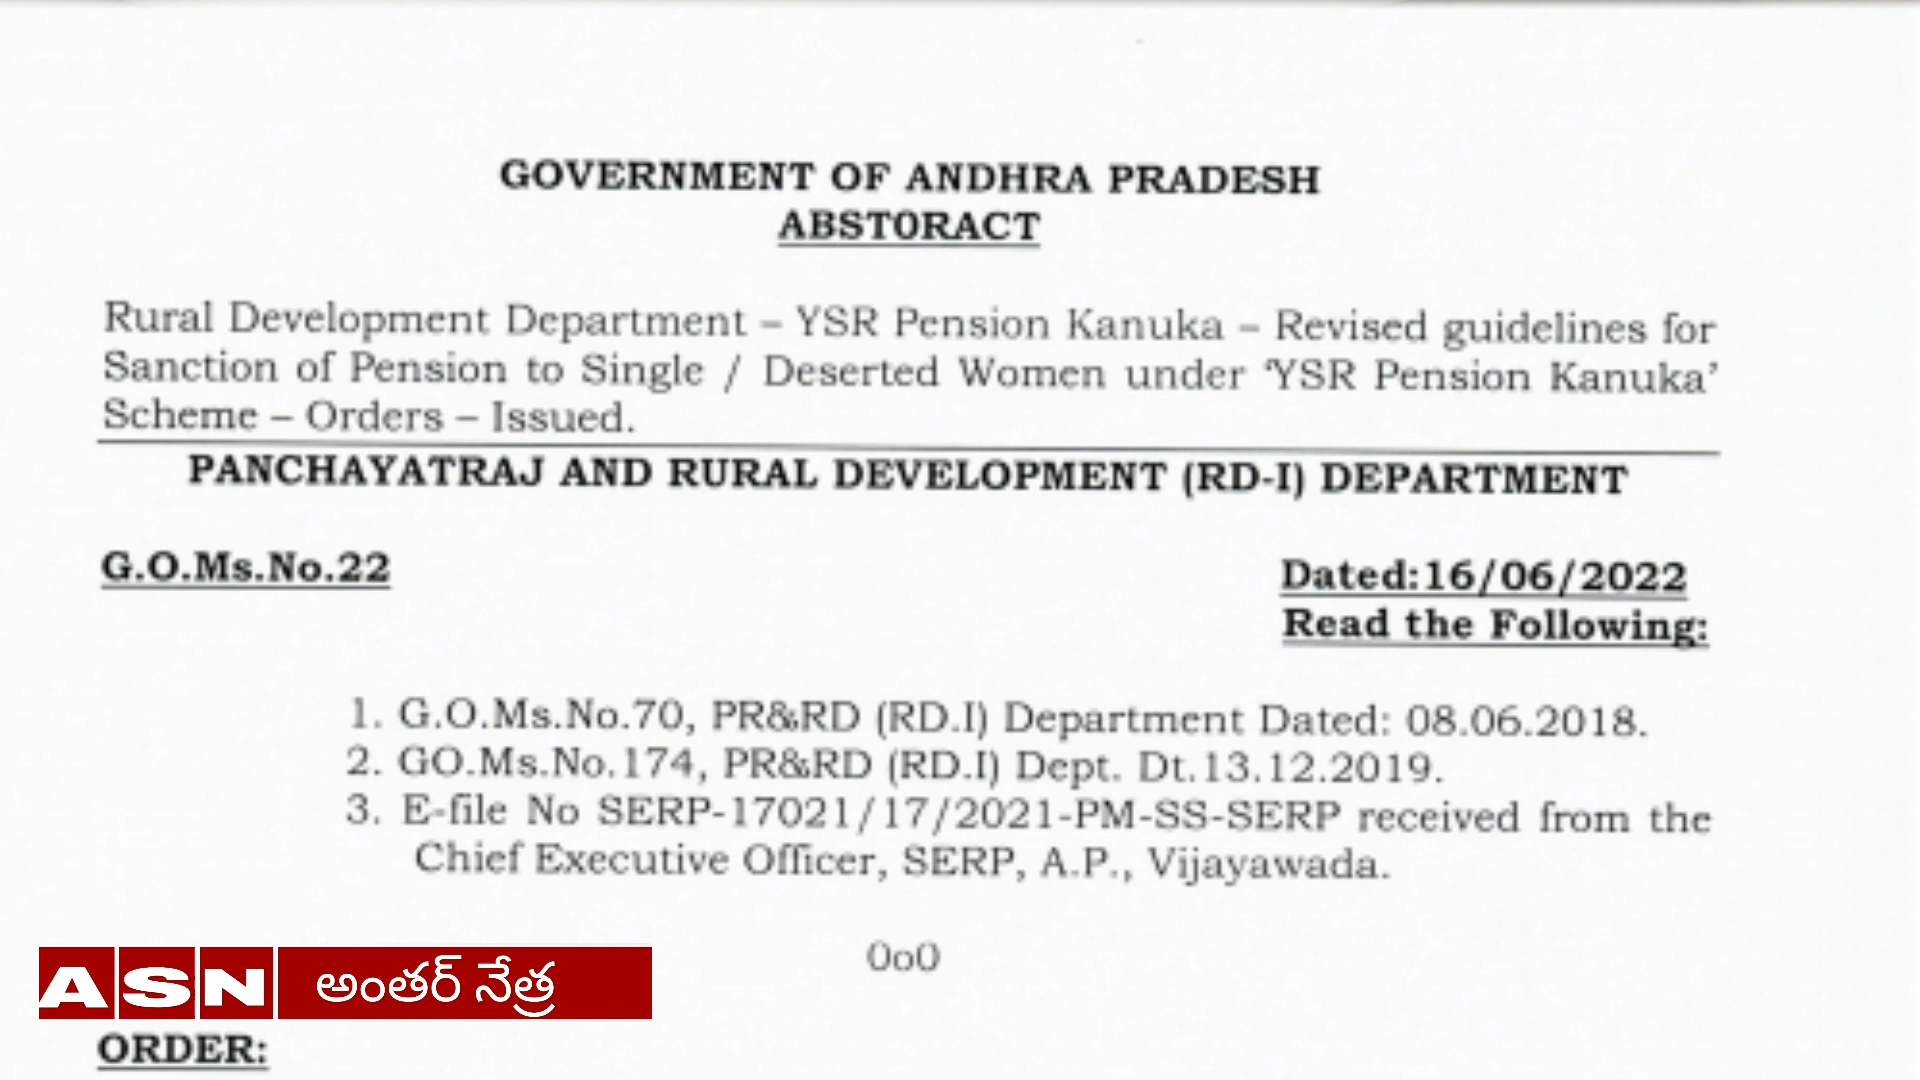 GOVERNMENT OF ANDHRA PRADESH
ABSTORACT
Rural Development Department – YSR Pension Kanuka – Revised guidelines for
Sanction of Pension to Single / Deserted Women under 'YSR Pension Kanuka'
Scheme – Orders – Issued.
PANCHAYATRAJ AND RURAL DEVELOPMENT (RD-I) DEPARTMENT
G.O.Ms.No.22
Dated:16/06/2022
Read the Following:
1. G.O.Ms.No.70, PR&RD (RD.I) Department Dated: 08.06.2018.
2. GO.Ms.No.174, PR&RD (RD.I) Dept. Dt.13.12.2019.
3. E-file No SERP-17021/17/2021-PM-SS-SERP received from the
Chief Executive Officer, SERP, A.P., Vijayawada.
0o0
ASN అంతర్ నేత్ర
ORDER: